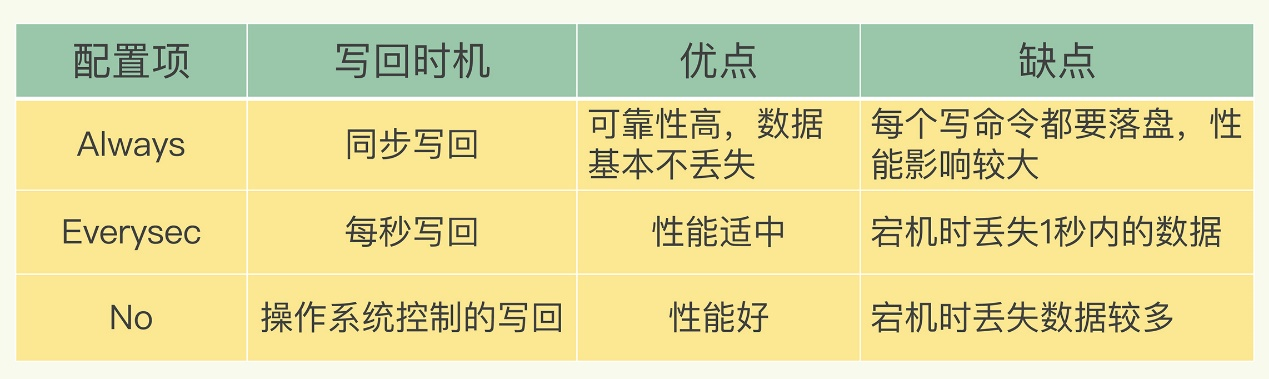 配置项 写回时机 优点 缺点
Always 同步写回 可靠性高，数据基本不丢失 每个写命令都要落盘，性能影响较大
Everysec 每秒写回 性能适中 宕机时丢失1秒内的数据
No 操作系统控制的写回 性能好 宕机时丢失数据较多